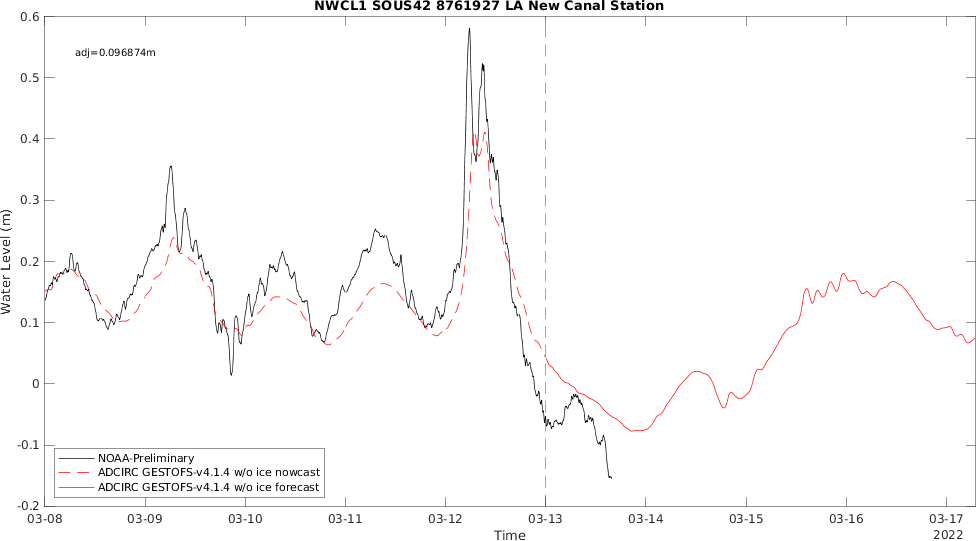 NWCL1 SOUS42 8761927 LA New Canal Station
adj=0.096874m
Water Level (m)
0.6
0.5
0.4
0.3
0.2
0.1
0
-0.1
-0.2
NOAA-Preliminary
ADCIRC GESTOFS-v4.1.4 w/o ice nowcast
ADCIRC GESTOFS-v4.1.4 w/o ice forecast
03-08 03-09 03-10 03-11 03-12 03-13 03-14 03-15 03-16 03-17
Time
2022